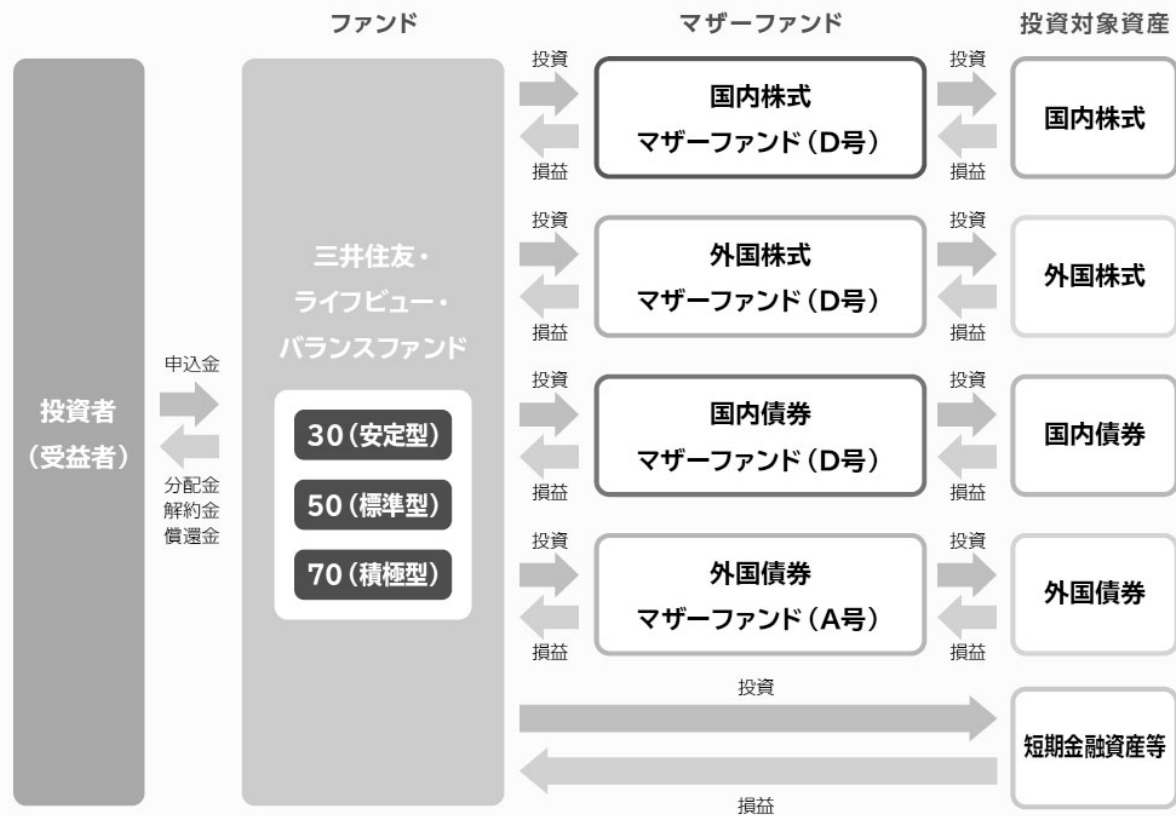 ファンド
マザーファンド
投資対象資産
投資者
（受益者）
申込金
分配金
解約金
償還金
三井住友・
ライフビュー・
バランスファンド
30（安定型）
50（標準型）
70（積極型）
投資
損益
国内株式
マザーファンド（D号）
投資
損益
国内株式
投資
損益
外国株式
マザーファンド（D号）
投資
損益
外国株式
投資
損益
国内債券
マザーファンド（D号）
投資
損益
国内債券
投資
損益
外国債券
マザーファンド（A号）
投資
損益
外国債券
投資
損益
短期金融資産等